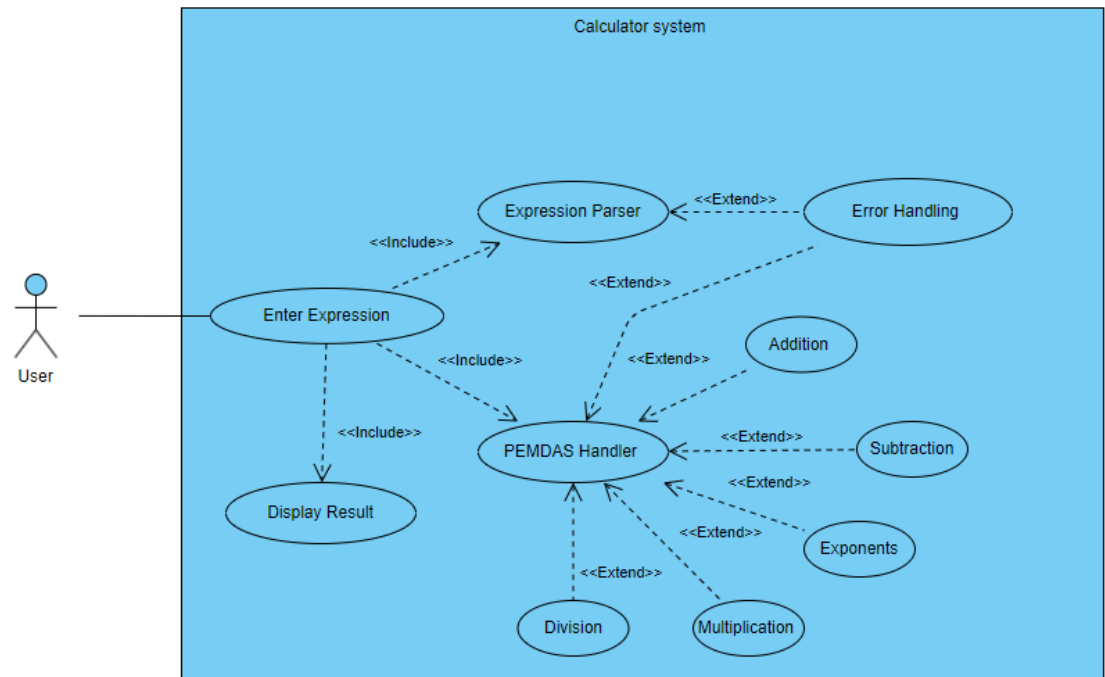 Calculator system
<<Extend>>
Expression Parser
Error Handling
<<Include>>
<<Extend>>
Enter Expression
Addition
<<Include>>
<<Extend>>
User
<<Include>>
<<Extend>>
PEMDAS Handler
Subtraction
<<Extend>>
Display Result
<<Extend>>
Exponents
<<Extend>>
Division
Multiplication